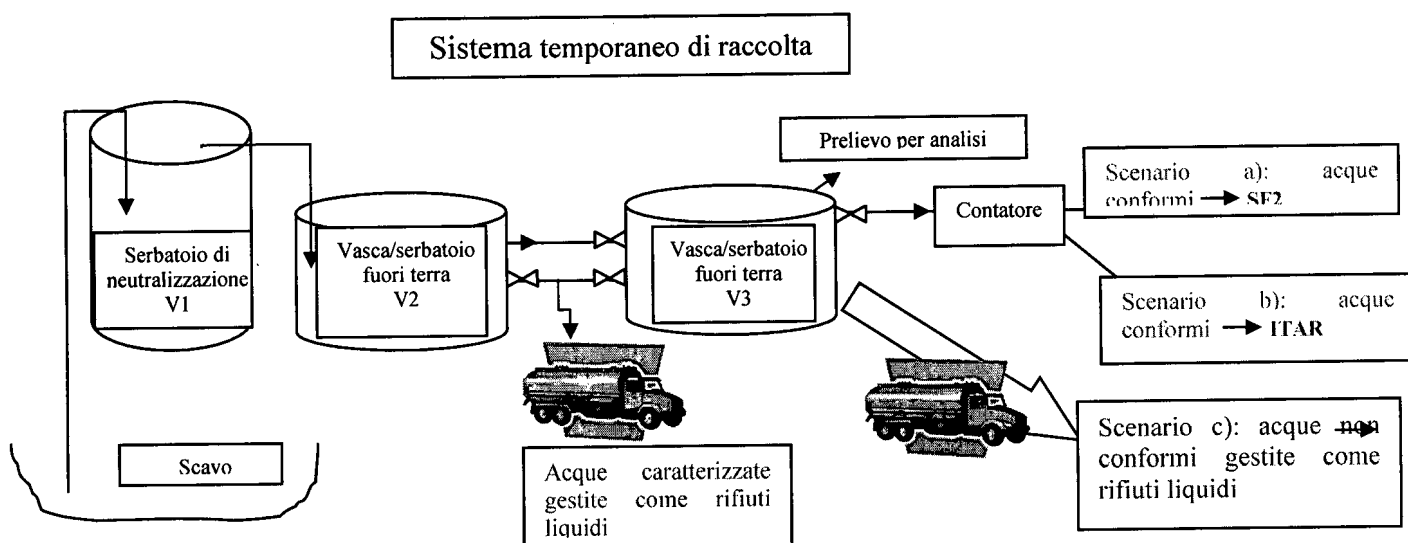 Sistema temporaneo di raccolta
Prelievo per analisi
Serbatoio di
neutralizzazione
V1
Vasca/serbatoio
fuori terra
V2
Vasca/serbatoio
fuori terra
V3
Contatore
Scenario a): acque
conformi → SF2
Scenario b): acque
conformi → ITAR
Scavo
Acque caratterizzate
gestite come rifiuti
liquidi
Scenario c): acque non
conformi gestite come
rifiuti liquidi